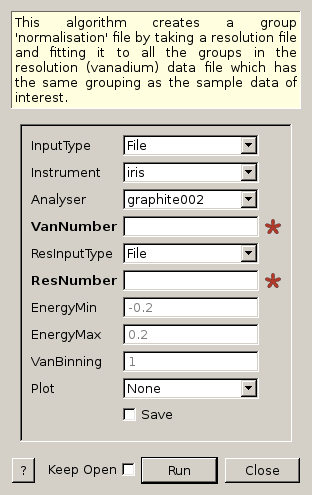 This algorithm creates a group
'normalisation' file by taking a resolution file
and fitting it to all the groups in the
resolution (vanadium) data file which has
the same grouping as the sample data of
interest.
InputType File
Instrument iris
Analyser graphite002
VanNumber *
ResInputType File
ResNumber *
EnergyMin -0.2
EnergyMax 0.2
VanBinning 1
Plot None
Save
? Keep Open Run Close